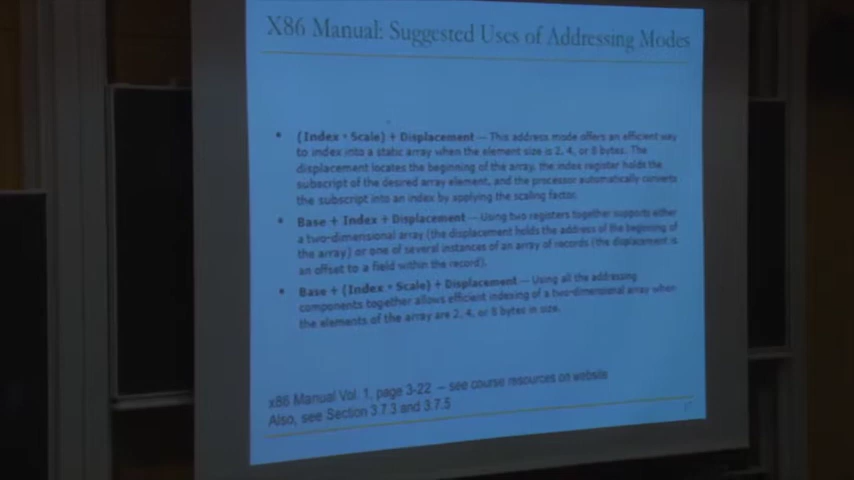 X86 Manual: Suggested Uses of Addressing Modes
• (Index * Scale) + Displacement — This address mode offers an efficient way
to index into a static array when the element size is 2, 4, or 8 bytes. The
displacement locates the beginning of the array, the index register holds the
subscript of the desired array element, and the processor automatically converts
the subscript into an index by applying the scaling factor.
• Base + Index + Displacement — Using two registers together supports either
a two-dimensional array (the displacement holds the address of the beginning of
the array) or one of several instances of an array of records (the displacement is
an offset to a field within the record).
• Base + (Index * Scale) + Displacement — Using all the addressing
components together allows efficient indexing of a two-dimensional array when
the elements of the array are 2, 4, or 8 bytes in size.
x86 Manual Vol. 1, page 3-22 — see course resources on website
Also, see Section 3.7.3 and 3.7.5